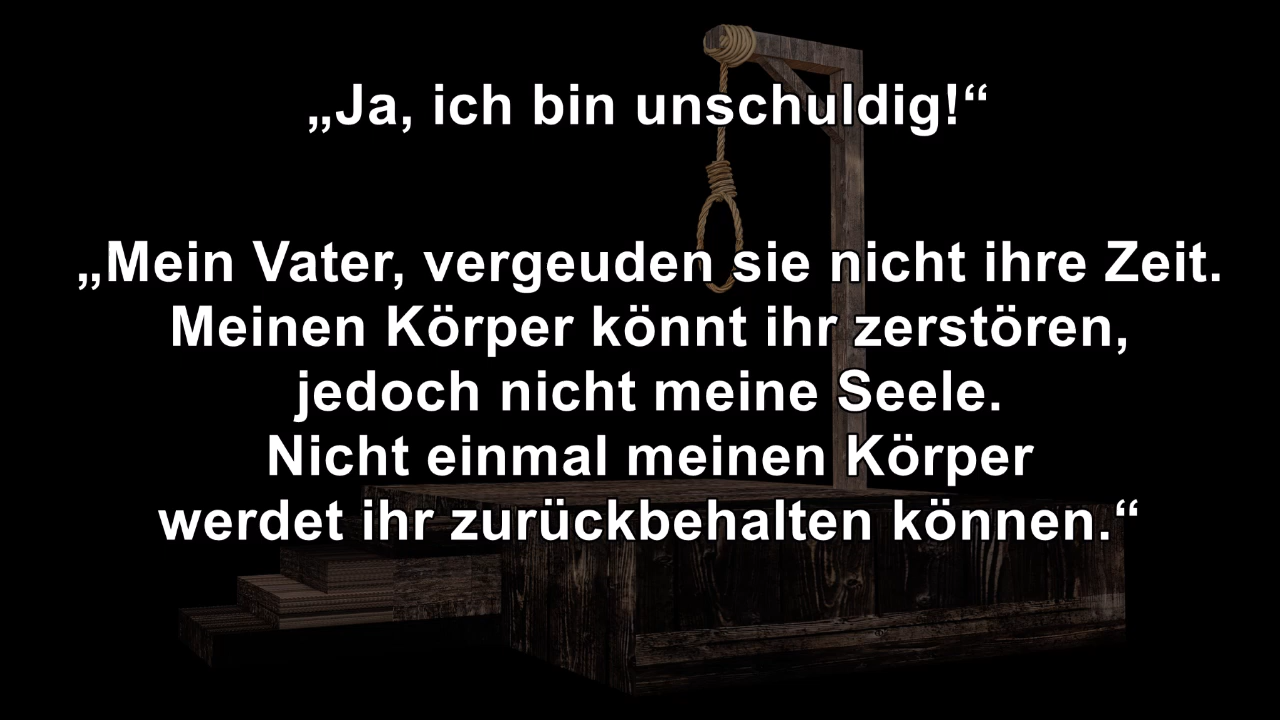 „Ja, ich bin unschuldig!“
„Mein Vater, vergeuden sie nicht ihre Zeit.
Meinen Körper könnt ihr zerstören,
jedoch nicht meine Seele.
Nicht einmal meinen Körper
werdet ihr zurückbehalten können.“